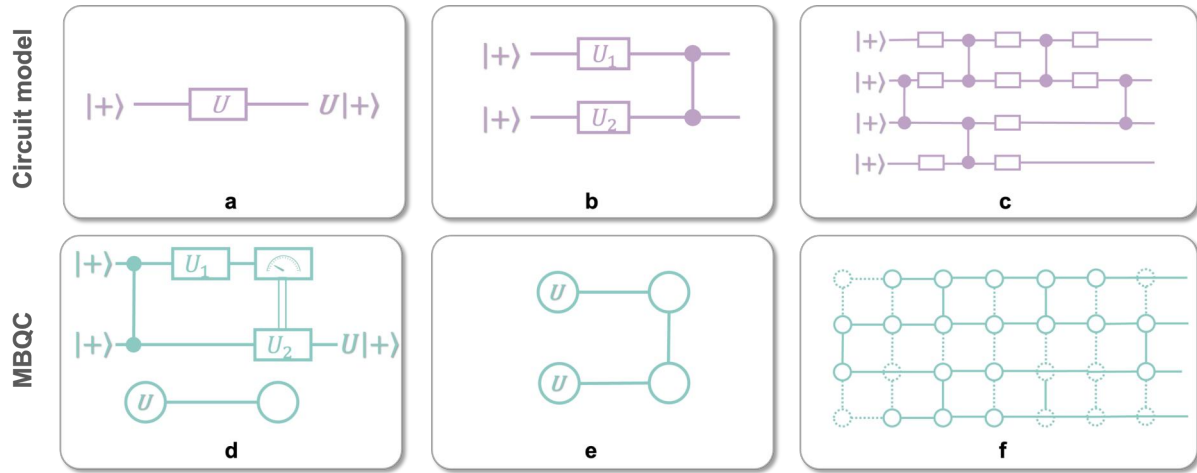 Circuit model
|+⟩ U U|+⟩
a
|+⟩ U₁
|+⟩ U₂
b
|+⟩
|+⟩
|+⟩
|+⟩
c
MBQC
|+⟩ U₁
|+⟩ U₂ U|+⟩
U
d
U
U
e
f